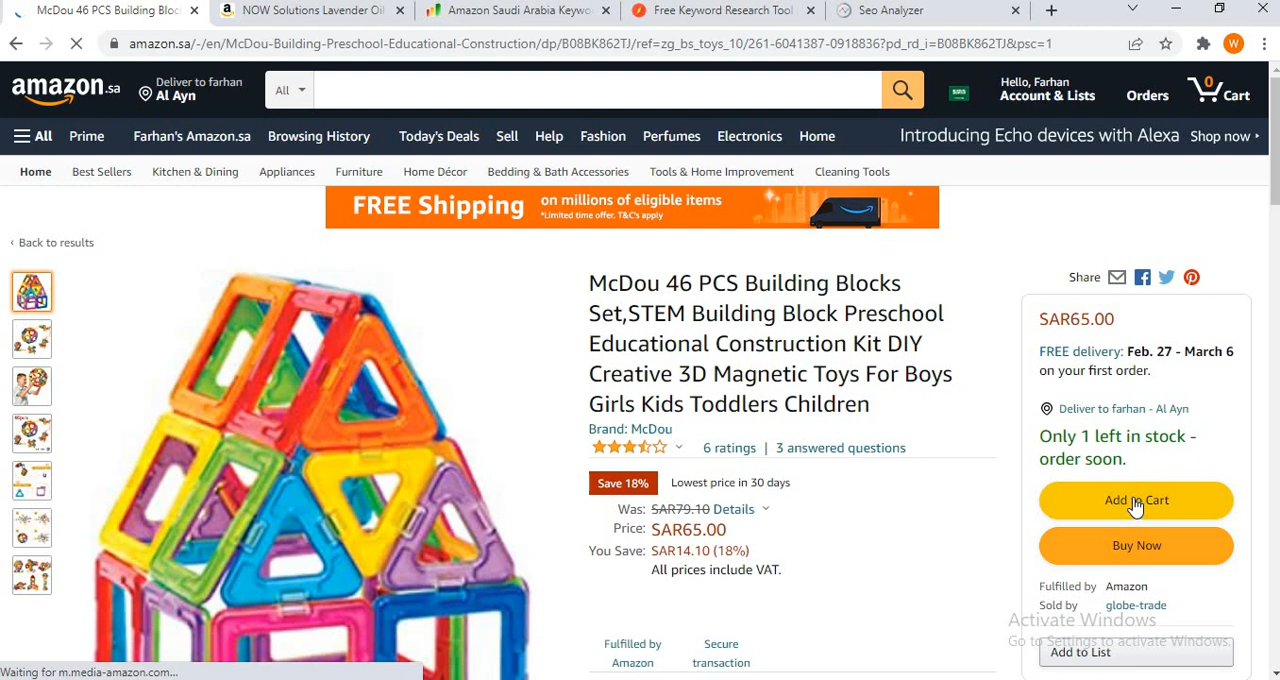 McDou 46 PCS Building Bloc
NOW Solutions Lavender Oil
Amazon Saudi Arabia Keywo
Free Keyword Research Tool
Seo Analyzer
amazon.sa/-/en/McDou-Building-Preschool-Educational-Construction/dp/B08BK862TJ/ref=zg_bs_toys_10/261-6041387-0918836?pd_rd_i=B08BK862TJ&psc=1
W
amazon.sa
Deliver to farhan
Al Ayn
All
Hello, Farhan
Account & Lists
Orders
0
Cart
All
Prime
Farhan's Amazon.sa
Browsing History
Today's Deals
Sell
Help
Fashion
Perfumes
Electronics
Home
Introducing Echo devices with Alexa
Shop now
Home
Best Sellers
Kitchen & Dining
Appliances
Furniture
Home Décor
Bedding & Bath Accessories
Tools & Home Improvement
Cleaning Tools
FREE Shipping
on millions of eligible items
*Limited time offer. T&C's apply
‹ Back to results
McDou 46 PCS Building Blocks
Set,STEM Building Block Preschool
Educational Construction Kit DIY
Creative 3D Magnetic Toys For Boys
Girls Kids Toddlers Children
Brand: McDou
6 ratings | 3 answered questions
Save 18%
Lowest price in 30 days
Was: SAR79.10 Details
Price: SAR65.00
You Save: SAR14.10 (18%)
All prices include VAT.
Fulfilled by
Amazon
Secure
transaction
Share
SAR65.00
FREE delivery: Feb. 27 - March 6
on your first order.
Deliver to farhan - Al Ayn
Only 1 left in stock -
order soon.
Add to Cart
Buy Now
Fulfilled by Amazon
Sold by globe-trade
Activate Windows
Go to Settings to activate Windows.
Add to List
Waiting for m.media-amazon.com...